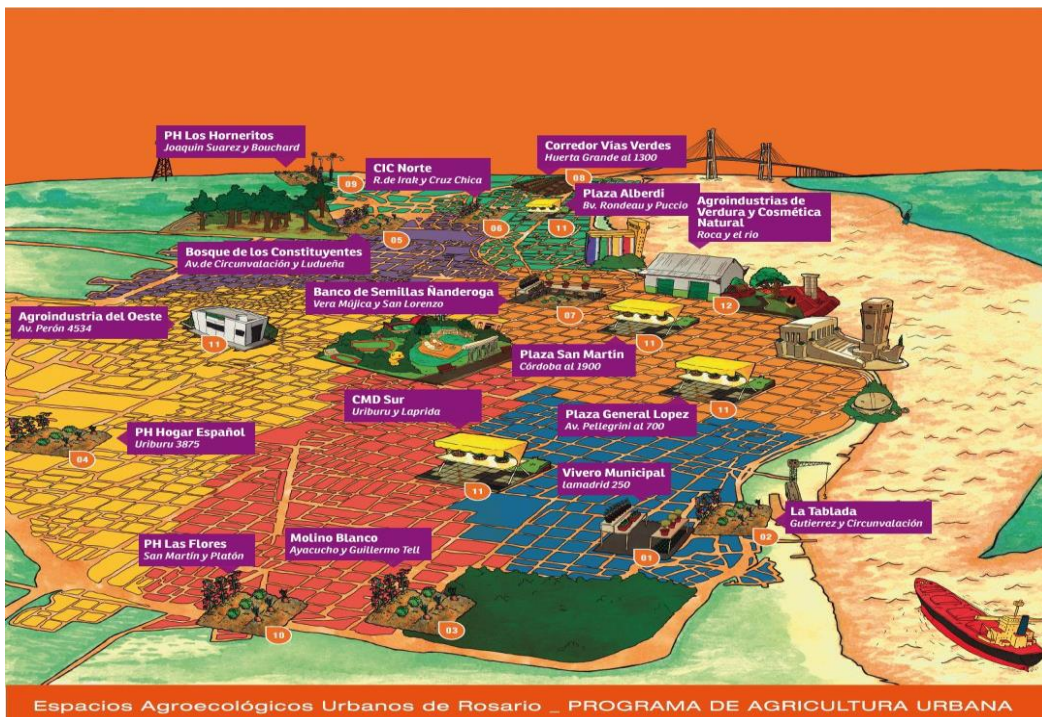 PH Los Horneritos
Joaquin Suarez y Bouchard
09
CIC Norte
R.de Irak y Cruz Chica
06
Corredor Vias Verdes
Huerta Grande al 1300
08
Plaza Alberdi
Bv. Rondeau y Puccio
11
Agroindustrias de
Verdura y Cosmética
Natural
Roca y el rio
12
Bosque de los Constituyentes
Av.de Circunvalación y Ludueña
05
Banco de Semillas Ñanderoga
Vera Mújica y San Lorenzo
07
Agroindustria del Oeste
Av. Perón 4534
11
Plaza San Martín
Córdoba al 1900
11
CMD Sur
Uriburu y Laprida
11
Plaza General Lopez
Av. Pellegrini al 700
11
PH Hogar Español
Uriburu 3875
04
Vivero Municipal
lamadrid 250
01
La Tablada
Gutierrez y Circunvalación
02
PH Las Flores
San Martín y Platón
10
Molino Blanco
Ayacucho y Guillermo Tell
03
Espacios Agroecológicos Urbanos de Rosario _ PROGRAMA DE AGRICULTURA URBANA